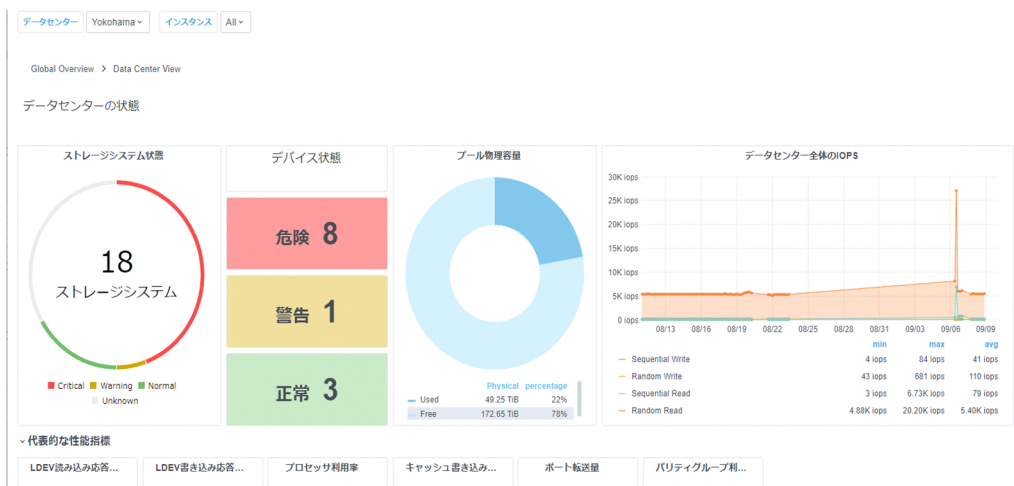 データセンター Yokohama インスタンス All
Global Overview > Data Center View
データセンターの状態
ストレージシステム状態
18
ストレージシステム
Critical Warning Normal
Unknown
デバイス状態
危険 8
警告 1
正常 3
プール物理容量
Physical percentage
Used 49.25 TiB 22%
Free 172.65 TiB 78%
データセンター全体のIOPS
30K iops
25K iops
20K iops
15K iops
10K iops
5K iops
0 iops
08/13 08/16 08/19 08/22 08/25 08/28 08/31 09/03 09/06 09/09
min max avg
Sequential Write 4 iops 84 iops 41 iops
Random Write 43 iops 681 iops 110 iops
Sequential Read 3 iops 6.73K iops 79 iops
Random Read 4.88K iops 20.20K iops 5.40K iops
代表的な性能指標
LDEV読み込み応答... LDEV書き込み応答... プロセッサ利用率 キャッシュ書き込み... ポート転送量 パリティグループ利...